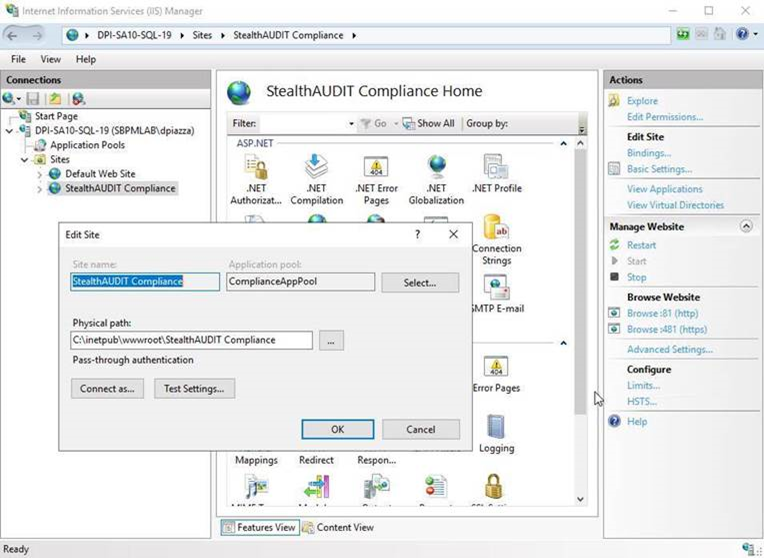 Internet Information Services (IIS) Manager
DPI-SA10-SQL-19 Sites StealthAUDIT Compliance
File View Help
Connections
Start Page
DPI-SA10-SQL-19 (SBPMLAB\dpiazza)
Application Pools
Sites
Default Web Site
StealthAUDIT Compliance
StealthAUDIT Compliance Home
Filter: Go Show All Group by:
ASP.NET
.NET Authorizat...
.NET Compilation
.NET Error Pages
.NET Globalization
.NET Profile
Connection Strings
SMTP E-mail
Error Pages
Logging
Mappings
Redirect
Respon...
Features View Content View
Edit Site
?
Site name:
StealthAUDIT Compliance
Application pool:
ComplianceAppPool
Select...
Physical path:
C:\inetpub\wwwroot\StealthAUDIT Compliance
...
Pass-through authentication
Connect as... Test Settings...
OK Cancel
Actions
Explore
Edit Permissions...
Edit Site
Bindings...
Basic Settings...
View Applications
View Virtual Directories
Manage Website
Restart
Start
Stop
Browse Website
Browse :81 (http)
Browse :481 (https)
Advanced Settings...
Configure
Limits...
HSTS...
Help
Ready